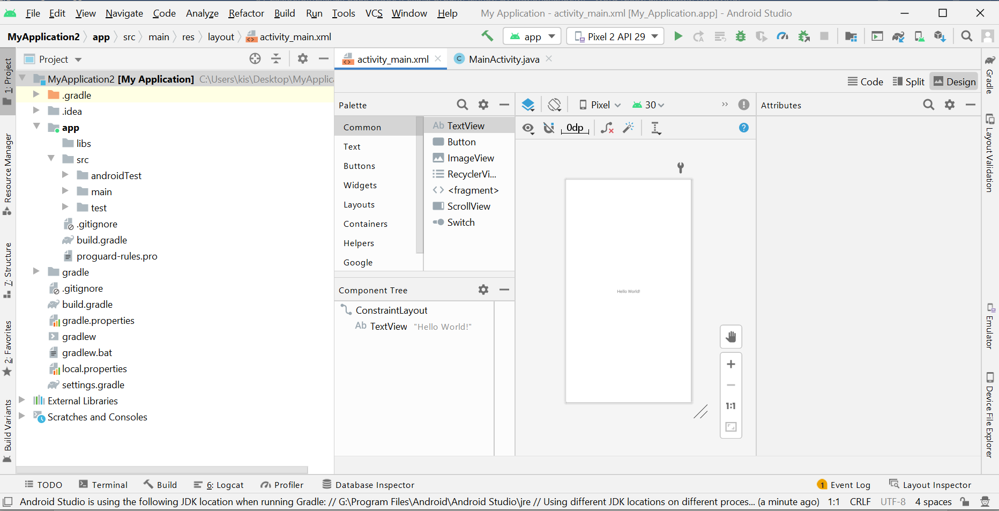 File Edit View Navigate Code Analyze Refactor Build Run Tools VCS Window Help My Application - activity_main.xml [My_Application.app] - Android Studio
MyApplication2 app src main res layout activity_main.xml app Pixel 2 API 29
Project
activity_main.xml MainActivity.java
1: Project
Resource Manager
7: Structure
2: Favorites
Build Variants
MyApplication2 [My Application] C:\Users\kis\Desktop\MyApplic
.gradle
.idea
app
libs
src
androidTest
main
test
.gitignore
build.gradle
proguard-rules.pro
gradle
.gitignore
build.gradle
gradle.properties
gradlew
gradlew.bat
local.properties
settings.gradle
External Libraries
Scratches and Consoles
Code Split Design
Palette
Common
Text
Buttons
Widgets
Layouts
Containers
Helpers
Google
Ab TextView
Button
ImageView
RecyclerVi...
<fragment>
ScrollView
Switch
Component Tree
ConstraintLayout
Ab TextView "Hello World!"
Pixel 30
0dp
Hello World!
1:1
Attributes
Gradle
Layout Validation
Emulator
Device File Explorer
TODO Terminal Build 6: Logcat Profiler Database Inspector 1 Event Log Layout Inspector
Android Studio is using the following JDK location when running Gradle: // G:\Program Files\Android\Android Studio\jre // Using different JDK locations on different proces... (a minute ago) 1:1 CRLF UTF-8 4 spaces